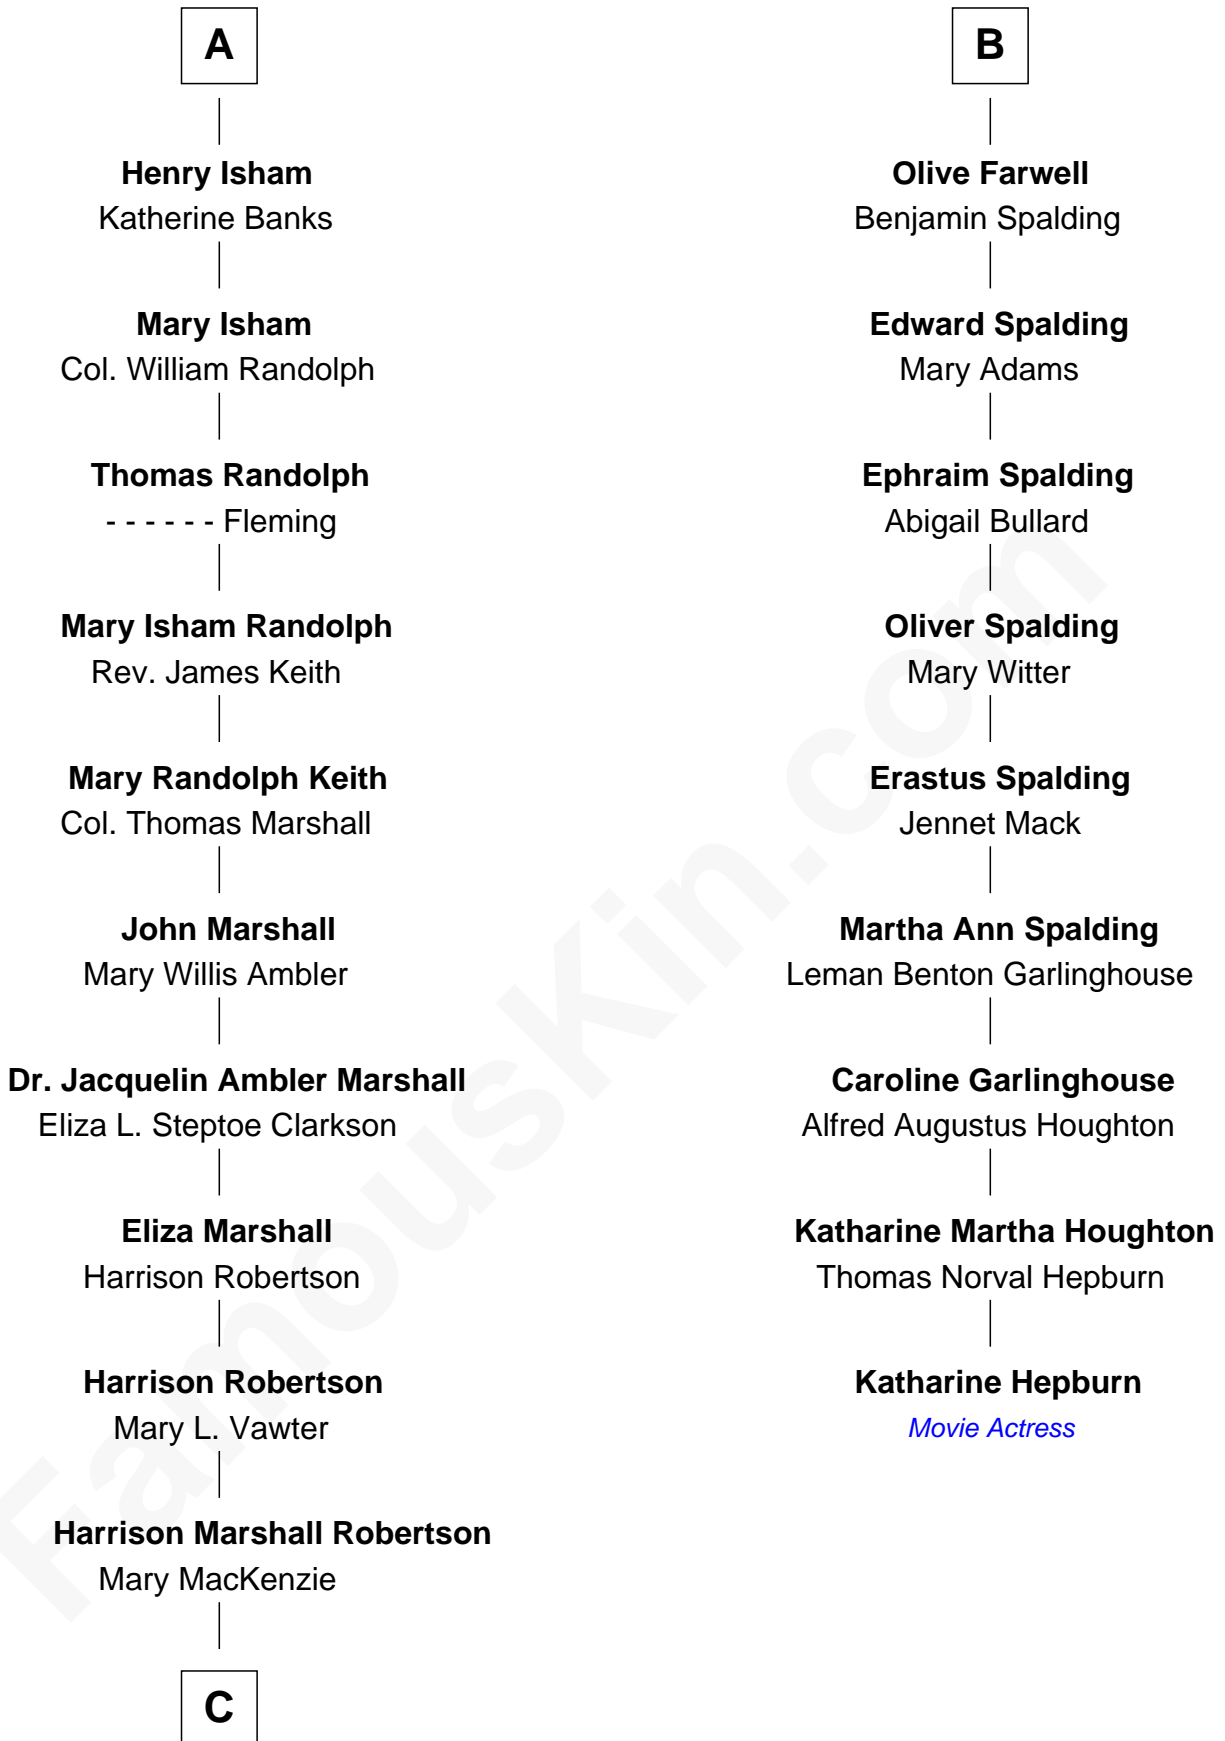 A
Henry Isham
Katherine Banks
Mary Isham
Col. William Randolph
Thomas Randolph
- - - - - - Fleming
Mary Isham Randolph
Rev. James Keith
Mary Randolph Keith
Col. Thomas Marshall
John Marshall
Mary Willis Ambler
Dr. Jacquelin Ambler Marshall
Eliza L. Steptoe Clarkson
Eliza Marshall
Harrison Robertson
Harrison Robertson
Mary L. Vawter
Harrison Marshall Robertson
Mary MacKenzie
C
B
Olive Farwell
Benjamin Spalding
Edward Spalding
Mary Adams
Ephraim Spalding
Abigail Bullard
Oliver Spalding
Mary Witter
Erastus Spalding
Jennet Mack
Martha Ann Spalding
Leman Benton Garlinghouse
Caroline Garlinghouse
Alfred Augustus Houghton
Katharine Martha Houghton
Thomas Norval Hepburn
Katharine Hepburn
Movie Actress
FamousKin.com